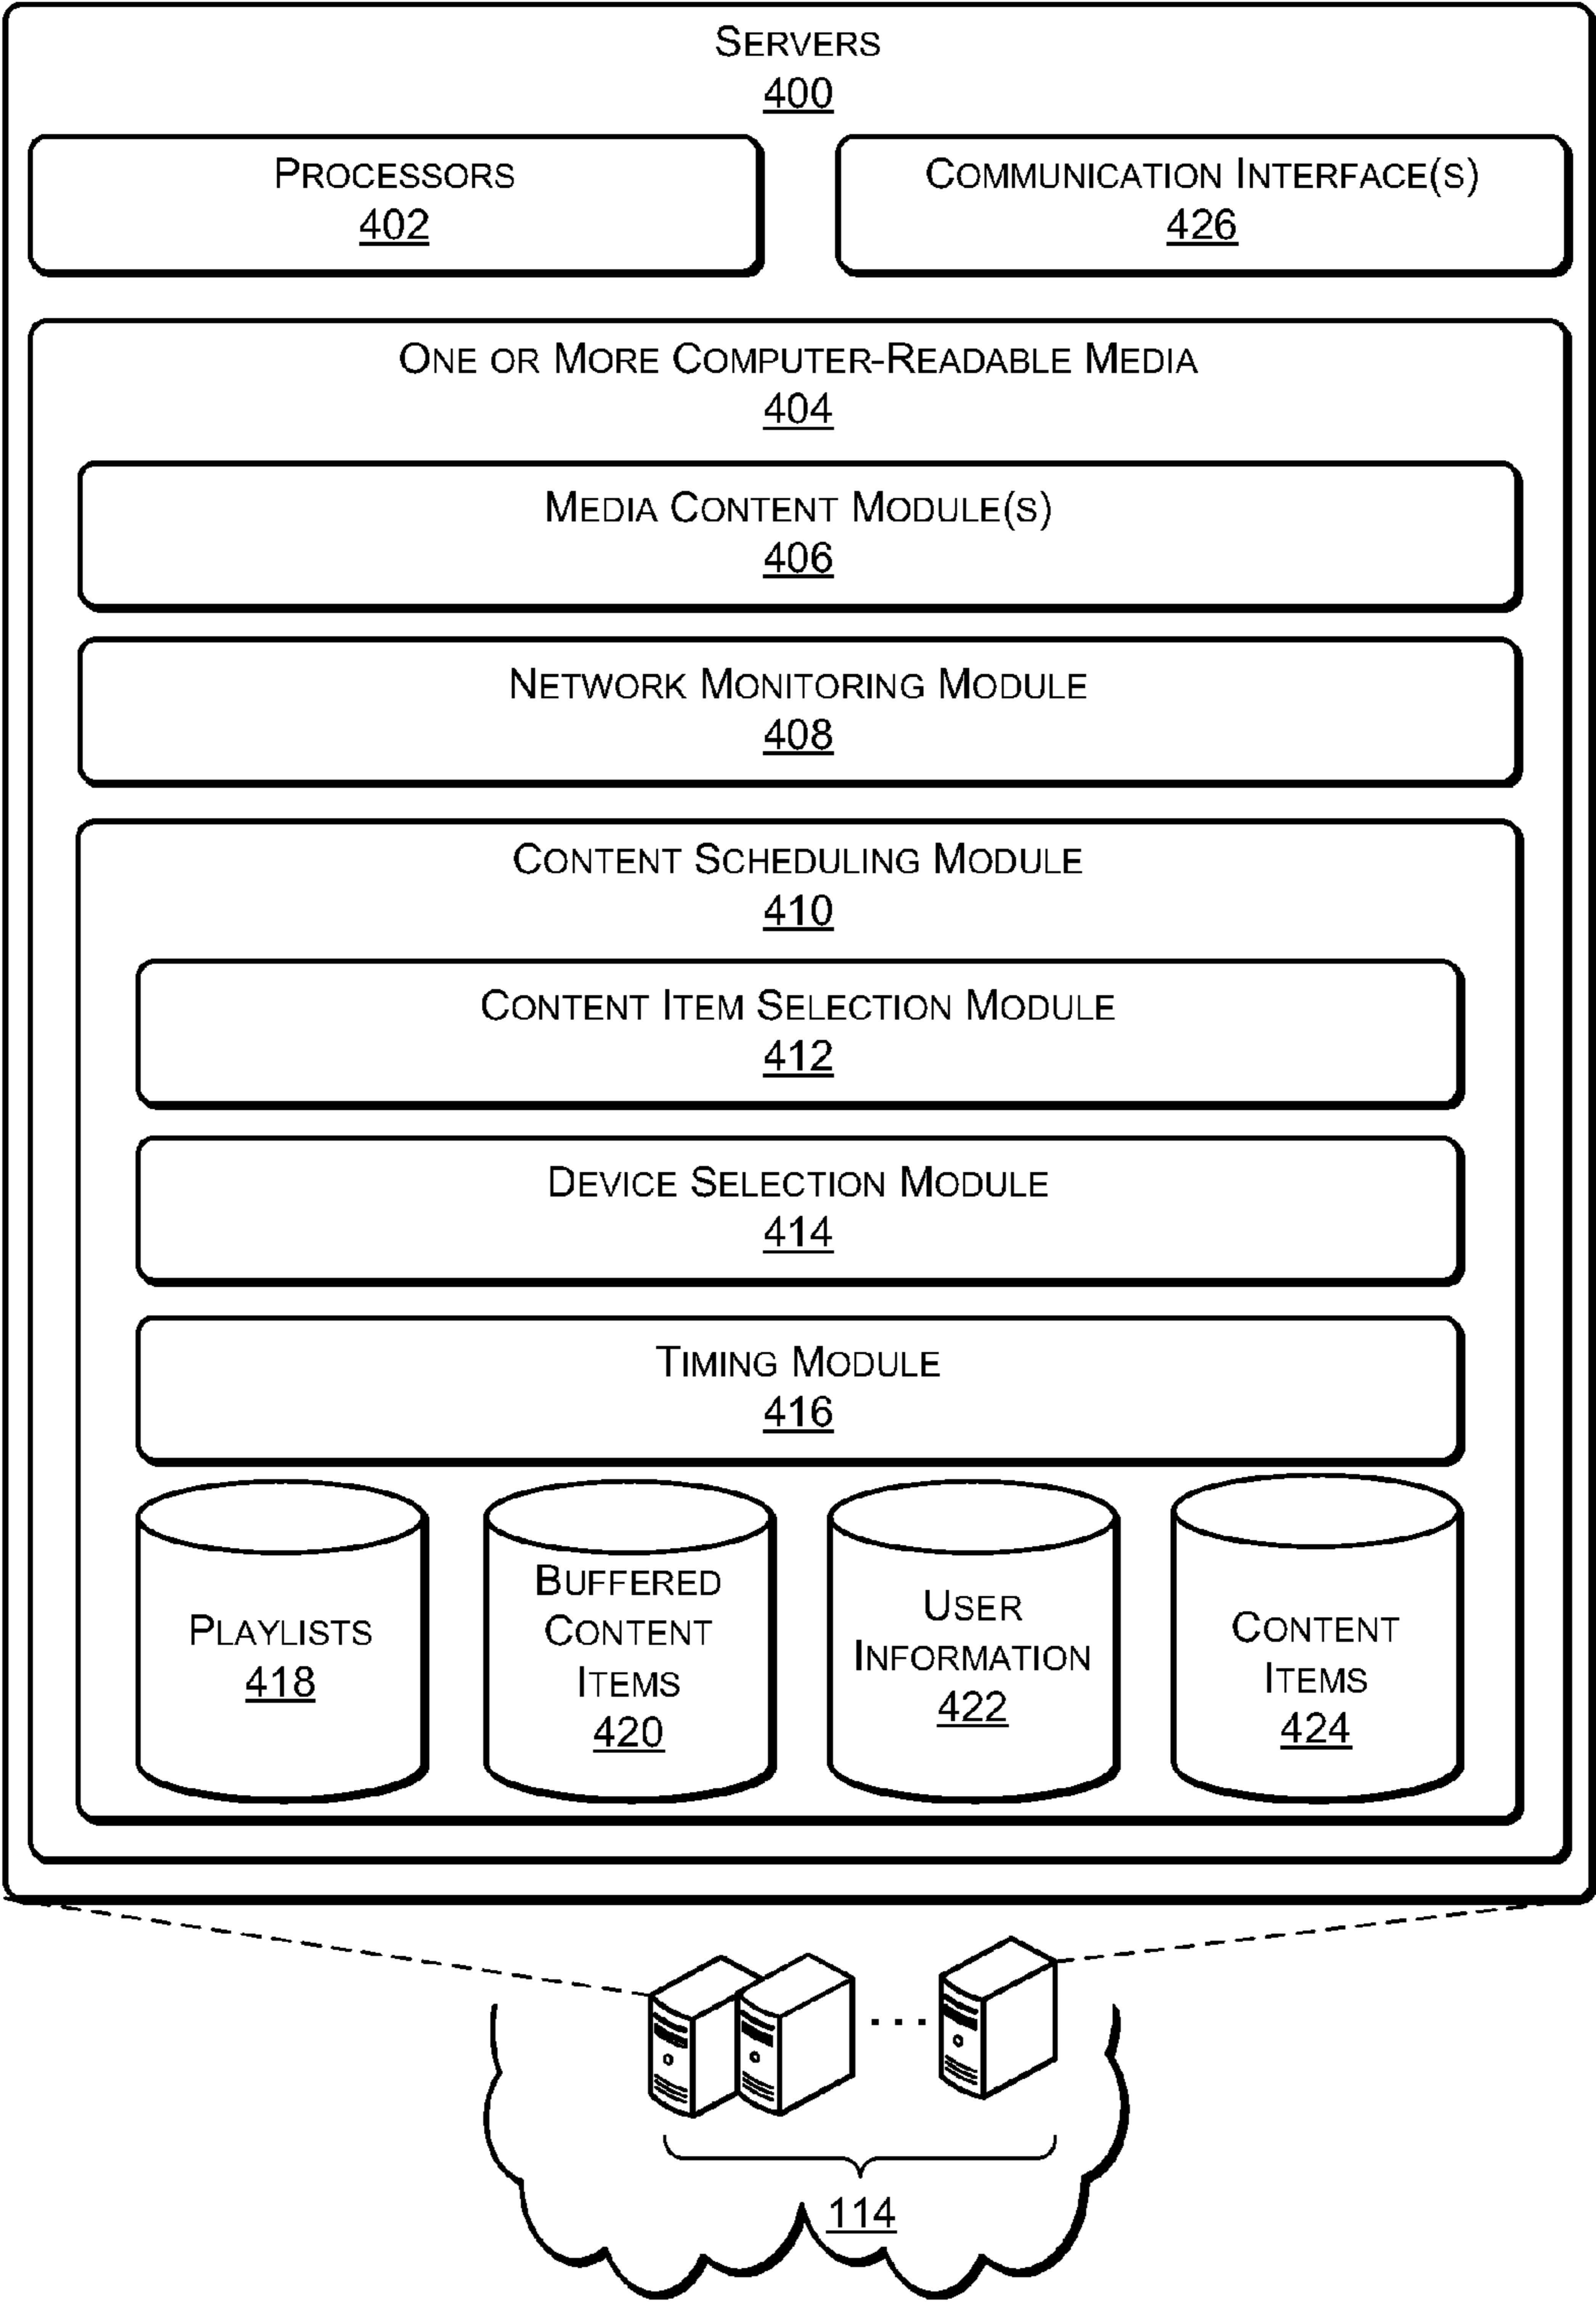 SERVERS
400
PROCESSORS
402
COMMUNICATION INTERFACE(S)
426
ONE OR MORE COMPUTER-READABLE MEDIA
404
MEDIA CONTENT MODULE(S)
406
NETWORK MONITORING MODULE
408
CONTENT SCHEDULING MODULE
410
CONTENT ITEM SELECTION MODULE
412
DEVICE SELECTION MODULE
414
TIMING MODULE
416
PLAYLISTS
418
BUFFERED
CONTENT
ITEMS
420
USER
INFORMATION
422
CONTENT
ITEMS
424
...
114